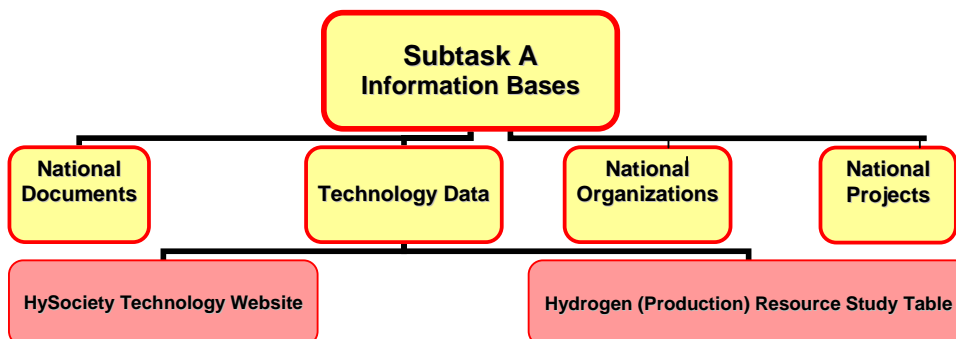 Subtask A
Information Bases
National
Documents
Technology Data
National
Organizations
National
Projects
HySociety Technology Website
Hydrogen (Production) Resource Study Table